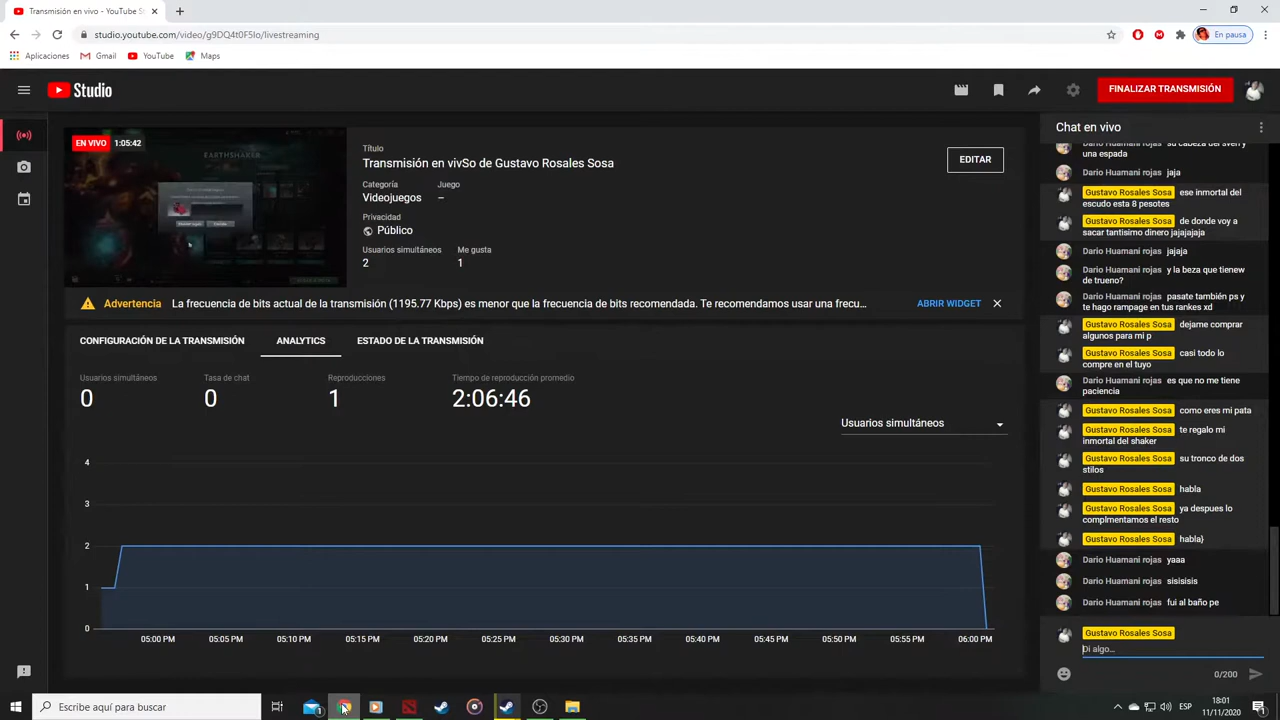 Transmisión en vivo - YouTube St
studio.youtube.com/video/g9DQ4t0F5lo/livestreaming
En pausa
Aplicaciones
Gmail
YouTube
Maps
Studio
FINALIZAR TRANSMISIÓN
EN VIVO 1:05:42
EARTHSHAKER
Título
Transmisión en vivSo de Gustavo Rosales Sosa
EDITAR
Categoría Juego
Videojuegos –
Privacidad
Público
Usuarios simultáneos Me gusta
2 1
Advertencia La frecuencia de bits actual de la transmisión (1195.77 Kbps) es menor que la frecuencia de bits recomendada. Te recomendamos usar una frecu...
ABRIR WIDGET
CONFIGURACIÓN DE LA TRANSMISIÓN ANALYTICS ESTADO DE LA TRANSMISIÓN
Usuarios simultáneos Tasa de chat Reproducciones Tiempo de reproducción promedio
0 0 1 2:06:46
Usuarios simultáneos
4
3
2
1
0
05:00 PM 05:05 PM 05:10 PM 05:15 PM 05:20 PM 05:25 PM 05:30 PM 05:35 PM 05:40 PM 05:45 PM 05:50 PM 05:55 PM 06:00 PM
Chat en vivo
Dario Huamani rojas su cabeza del sven y
una espada
Dario Huamani rojas jaja
Gustavo Rosales Sosa ese inmortal del
escudo esta 8 pesotes
Gustavo Rosales Sosa de donde voy a
sacar tantisimo dinero jajajajaja
Dario Huamani rojas jajaja
Dario Huamani rojas y la beza que tienew
de trueno?
Dario Huamani rojas pasate también ps y
te hago rampage en tus rankes xd
Gustavo Rosales Sosa dejame comprar
algunos para mi p
Gustavo Rosales Sosa casi todo lo
compre en el tuyo
Dario Huamani rojas es que no me tiene
paciencia
Gustavo Rosales Sosa como eres mi pata
Gustavo Rosales Sosa te regalo mi
inmortal del shaker
Gustavo Rosales Sosa su tronco de dos
stilos
Gustavo Rosales Sosa habla
Gustavo Rosales Sosa ya despues lo
complmentamos el resto
Gustavo Rosales Sosa habla}
Dario Huamani rojas yaaa
Dario Huamani rojas sisisisis
Dario Huamani rojas fui al baño pe
Gustavo Rosales Sosa
Di algo...
0/200
Escribe aquí para buscar
ESP
18:01
11/11/2020